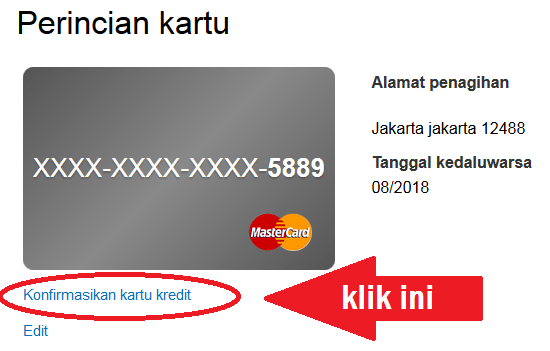 Perincian kartu
XXXX-XXXX-XXXX-5889
MasterCard
Alamat penagihan
Jakarta jakarta 12488
Tanggal kedaluwarsa
08/2018
Konfirmasikan kartu kredit
klik ini
Edit